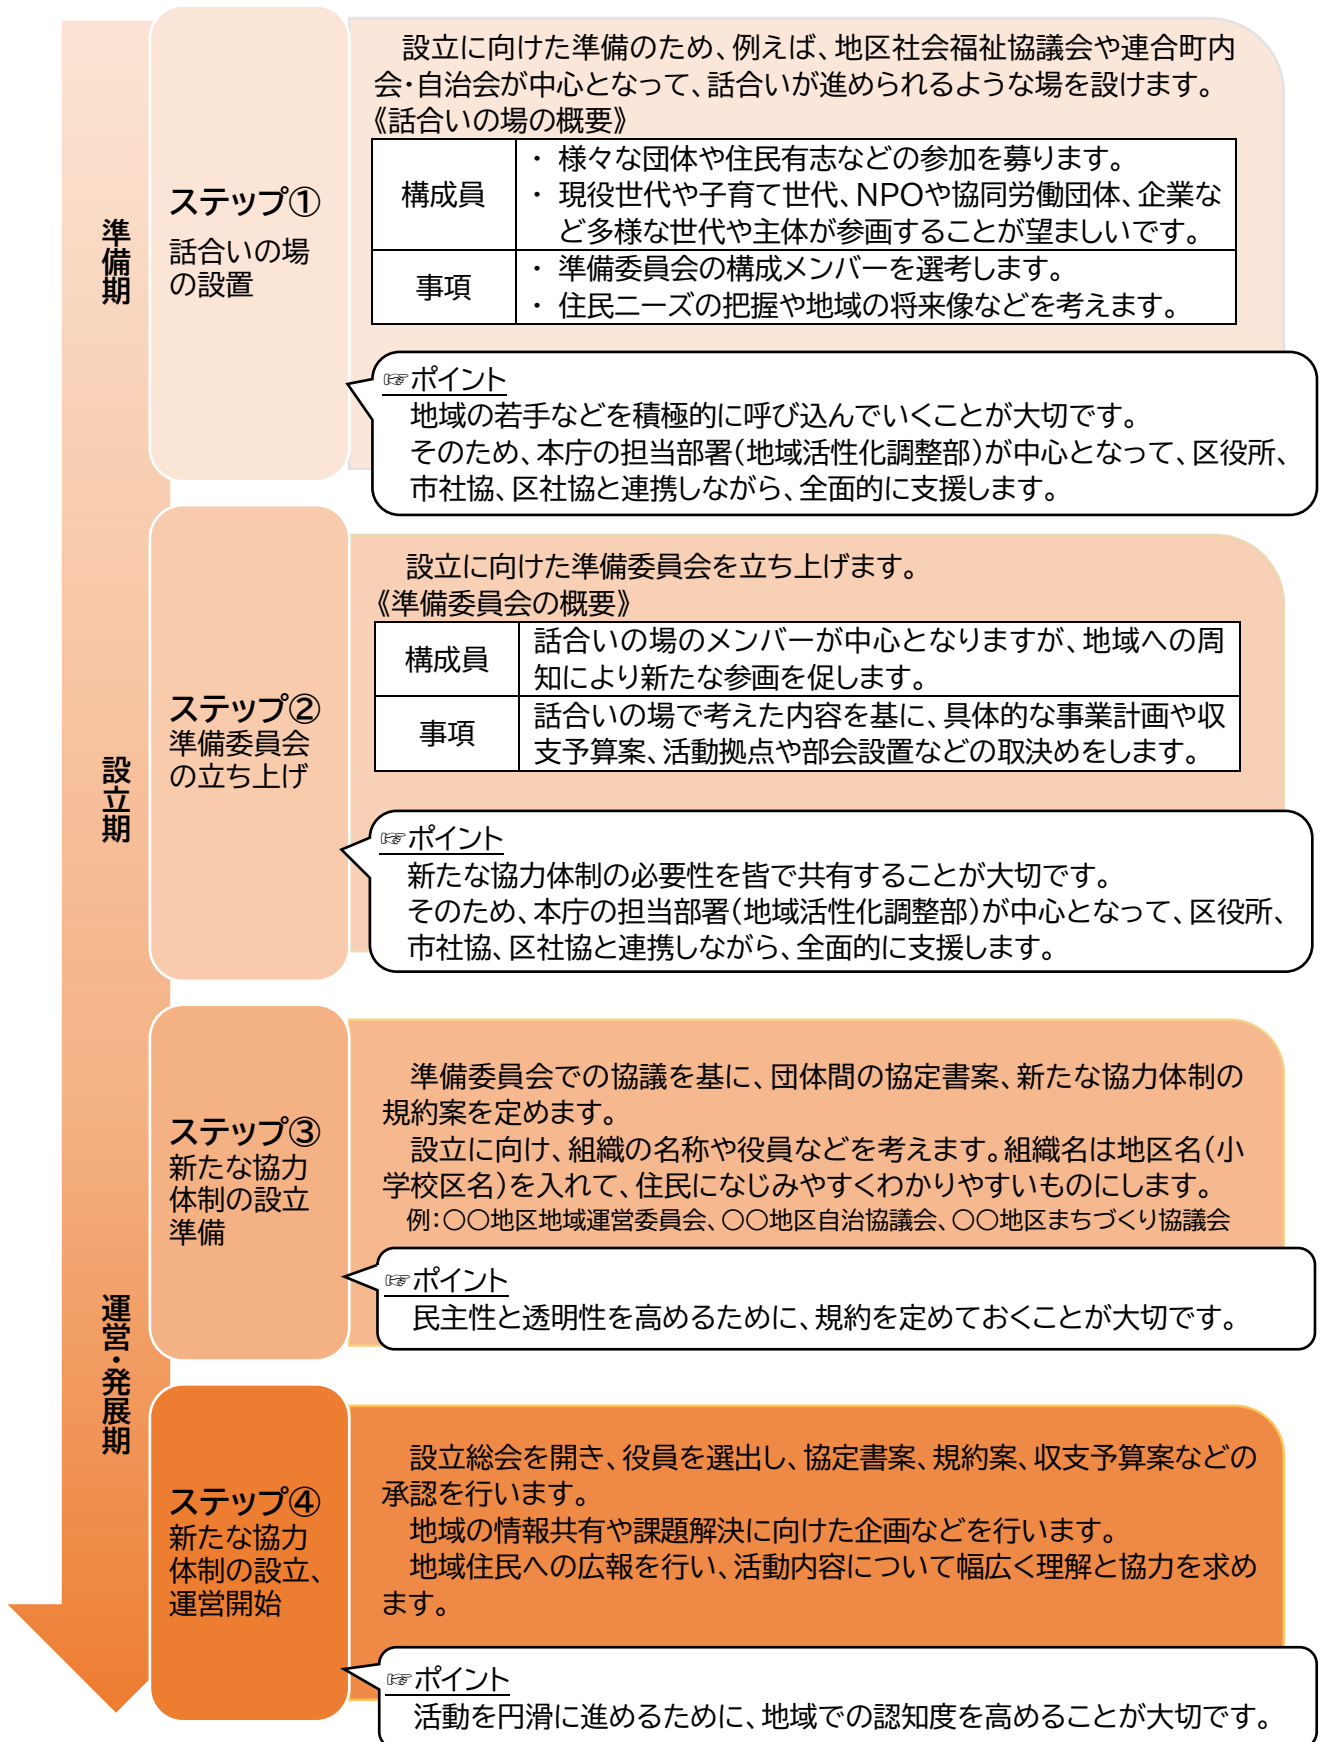 準備期
設立期
運営・発展期
ステップ①
話合いの場
の設置
設立に向けた準備のため、例えば、地区社会福祉協議会や連合町内
会・自治会が中心となって、話合いが進められるような場を設けます。
《話合いの場の概要》
構成員
・ 様々な団体や住民有志などの参加を募ります。
・ 現役世代や子育て世代、NPOや協同労働団体、企業な
ど多様な世代や主体が参画することが望ましいです。
事項
・ 準備委員会の構成メンバーを選考します。
・ 住民ニーズの把握や地域の将来像などを考えます。
☞ポイント
地域の若手などを積極的に呼び込んでいくことが大切です。
そのため、本庁の担当部署(地域活性化調整部)が中心となって、区役所、
市社協、区社協と連携しながら、全面的に支援します。
ステップ②
準備委員会
の立ち上げ
設立に向けた準備委員会を立ち上げます。
《準備委員会の概要》
構成員
話合いの場のメンバーが中心となりますが、地域への周
知により新たな参画を促します。
事項
話合いの場で考えた内容を基に、具体的な事業計画や収
支予算案、活動拠点や部会設置などの取決めをします。
☞ポイント
新たな協力体制の必要性を皆で共有することが大切です。
そのため、本庁の担当部署(地域活性化調整部)が中心となって、区役所、
市社協、区社協と連携しながら、全面的に支援します。
ステップ③
新たな協力
体制の設立
準備
準備委員会での協議を基に、団体間の協定書案、新たな協力体制の
規約案を定めます。
設立に向け、組織の名称や役員などを考えます。組織名は地区名(小
学校区名)を入れて、住民になじみやすくわかりやすいものにします。
例:〇〇地区地域運営委員会、〇〇地区自治協議会、〇〇地区まちづくり協議会
☞ポイント
民主性と透明性を高めるために、規約を定めておくことが大切です。
ステップ④
新たな協力
体制の設立、
運営開始
設立総会を開き、役員を選出し、協定書案、規約案、収支予算案などの
承認を行います。
地域の情報共有や課題解決に向けた企画などを行います。
地域住民への広報を行い、活動内容について幅広く理解と協力を求め
ます。
☞ポイント
活動を円滑に進めるために、地域での認知度を高めることが大切です。